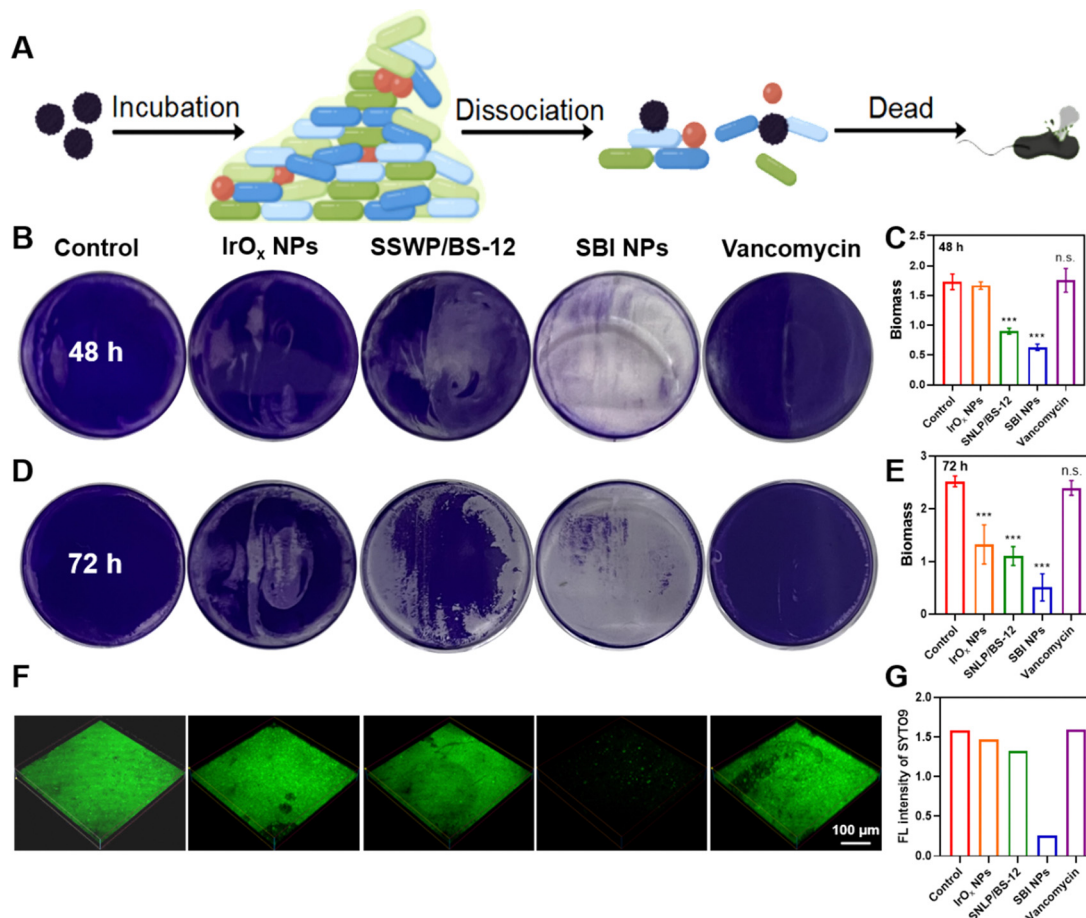 A
Incubation
Dissociation
Dead
B
Control
IrOx NPs
SSWP/BS-12
SBI NPs
Vancomycin
48 h
C
48 h
n.s.
***
***
Biomass
2.5
2.0
1.5
1.0
0.5
0.0
Control
IrOx NPs
SNLP/BS-12
SBI NPs
Vancomycin
D
72 h
E
72 h
n.s.
***
***
***
Biomass
3
2
1
0
Control
IrOx NPs
SNLP/BS-12
SBI NPs
Vancomycin
F
100 μm
G
FL intensity of SYTO9
2.0
1.5
1.0
0.5
0.0
Control
IrOx NPs
SNLP/BS-12
SBI NPs
Vancomycin